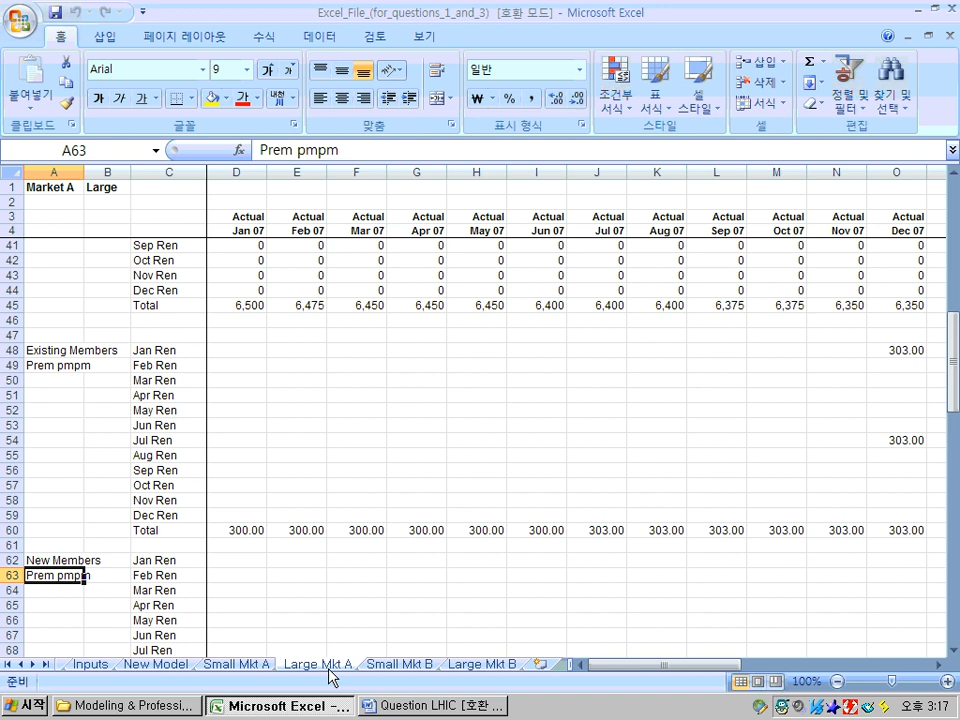 Excel_File_(for_questions_1_and_3) [호환 모드] - Microsoft Excel
홈 삽입 페이지 레이아웃 수식 데이터 검토 보기
붙여넣기 Arial 9 가 가 일반 조건부 서식 표 서식 셀 스타일 삽입 삭제 서식 Σ 정렬 및 필터 찾기 및 선택
가 가 가 가 내천 ₩ % ,
클립보드 글꼴 맞춤 표시 형식 스타일 셀 편집
A63 fx Prem pmpm
A B C D E F G H I J K L M N O
1 Market A Large
2
3 Actual Actual Actual Actual Actual Actual Actual Actual Actual Actual Actual Actual
4 Jan 07 Feb 07 Mar 07 Apr 07 May 07 Jun 07 Jul 07 Aug 07 Sep 07 Oct 07 Nov 07 Dec 07
41 Sep Ren 0 0 0 0 0 0 0 0 0 0 0 0
42 Oct Ren 0 0 0 0 0 0 0 0 0 0 0 0
43 Nov Ren 0 0 0 0 0 0 0 0 0 0 0 0
44 Dec Ren 0 0 0 0 0 0 0 0 0 0 0 0
45 Total 6,500 6,475 6,450 6,450 6,450 6,400 6,400 6,400 6,375 6,375 6,350 6,350
46
47
48 Existing Members Jan Ren 303.00
49 Prem pmpm Feb Ren
50 Mar Ren
51 Apr Ren
52 May Ren
53 Jun Ren
54 Jul Ren 303.00
55 Aug Ren
56 Sep Ren
57 Oct Ren
58 Nov Ren
59 Dec Ren
60 Total 300.00 300.00 300.00 300.00 300.00 300.00 303.00 303.00 303.00 303.00 303.00 303.00
61
62 New Members Jan Ren
63 Prem pmpm Feb Ren
64 Mar Ren
65 Apr Ren
66 May Ren
67 Jun Ren
68 Jul Ren
Inputs New Model Small Mkt A Large Mkt A Small Mkt B Large Mkt B
준비 100%
시작 Modeling & Professi... Microsoft Excel -... Question LHIC [호환 ... 오후 3:17